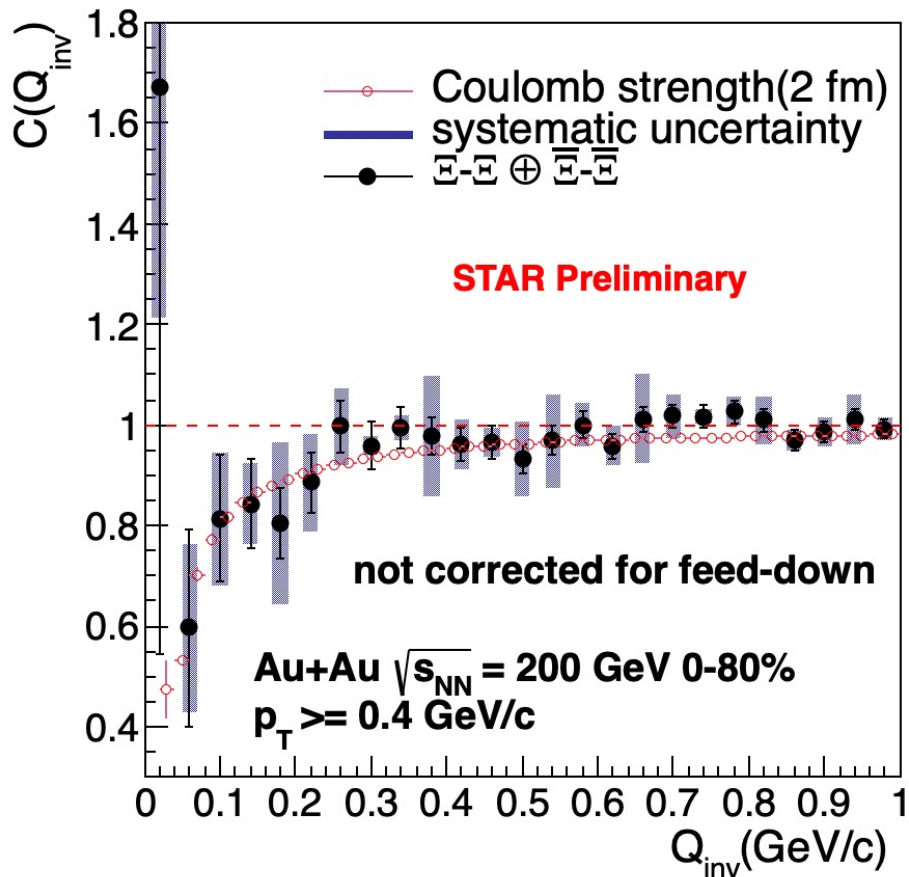 C(Q_inv)
1.8
1.6
1.4
1.2
1
0.8
0.6
0.4
Coulomb strength(2 fm)
systematic uncertainty
Ξ-Ξ ⊕ Ξ̅-Ξ̅
STAR Preliminary
not corrected for feed-down
Au+Au √s_NN = 200 GeV 0-80%
p_T >= 0.4 GeV/c
0 0.1 0.2 0.3 0.4 0.5 0.6 0.7 0.8 0.9 1
Q_inv(GeV/c)